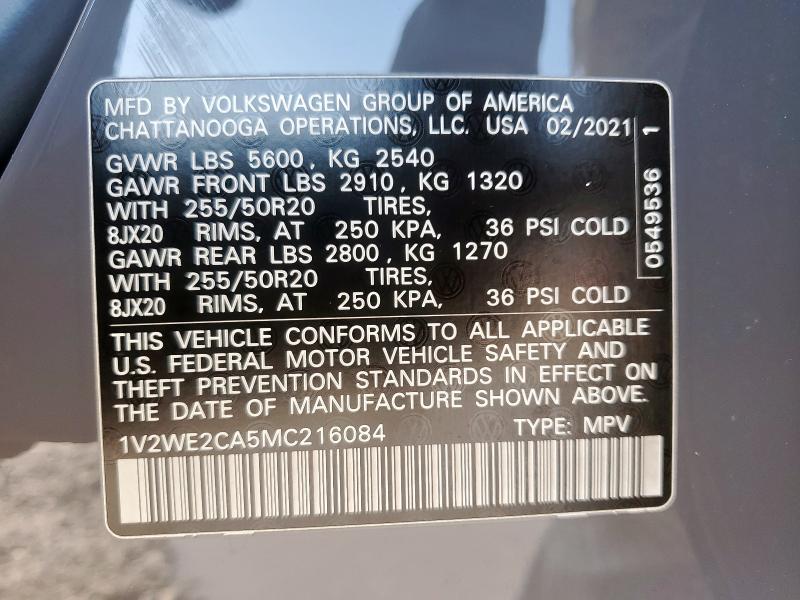 MFD BY VOLKSWAGEN GROUP OF AMERICA
CHATTANOOGA OPERATIONS, LLC. USA 02/2021
GVWR LBS 5600, KG 2540
GAWR FRONT LBS 2910, KG 1320
WITH 255/50R20 TIRES,
8JX20 RIMS, AT 250 KPA, 36 PSI COLD
GAWR REAR LBS 2800, KG 1270
WITH 255/50R20 TIRES,
8JX20 RIMS, AT 250 KPA, 36 PSI COLD
THIS VEHICLE CONFORMS TO ALL APPLICABLE
U.S. FEDERAL MOTOR VEHICLE SAFETY AND
THEFT PREVENTION STANDARDS IN EFFECT ON
THE DATE OF MANUFACTURE SHOWN ABOVE.
1V2WE2CA5MC216084 TYPE: MPV
0549536 1